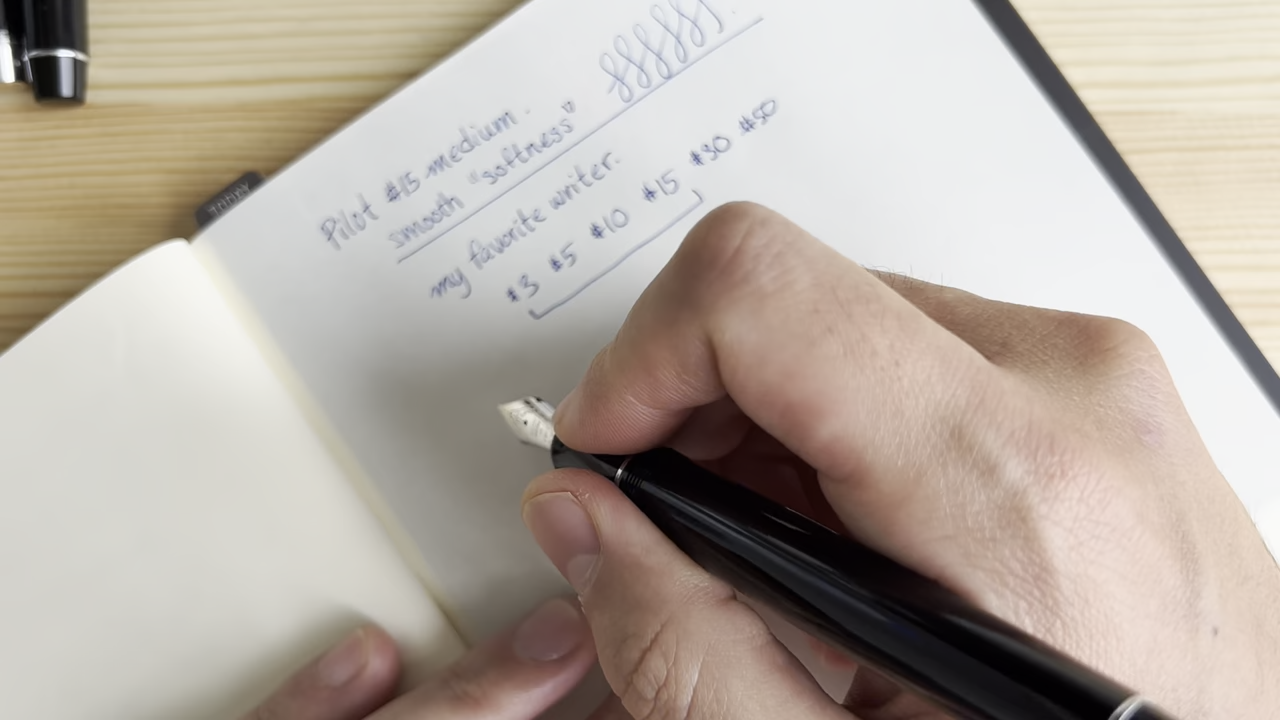 Pilot #15 medium.
smooth "softness"
my favorite writer.
$3 $5 $10 $15 $30 $50